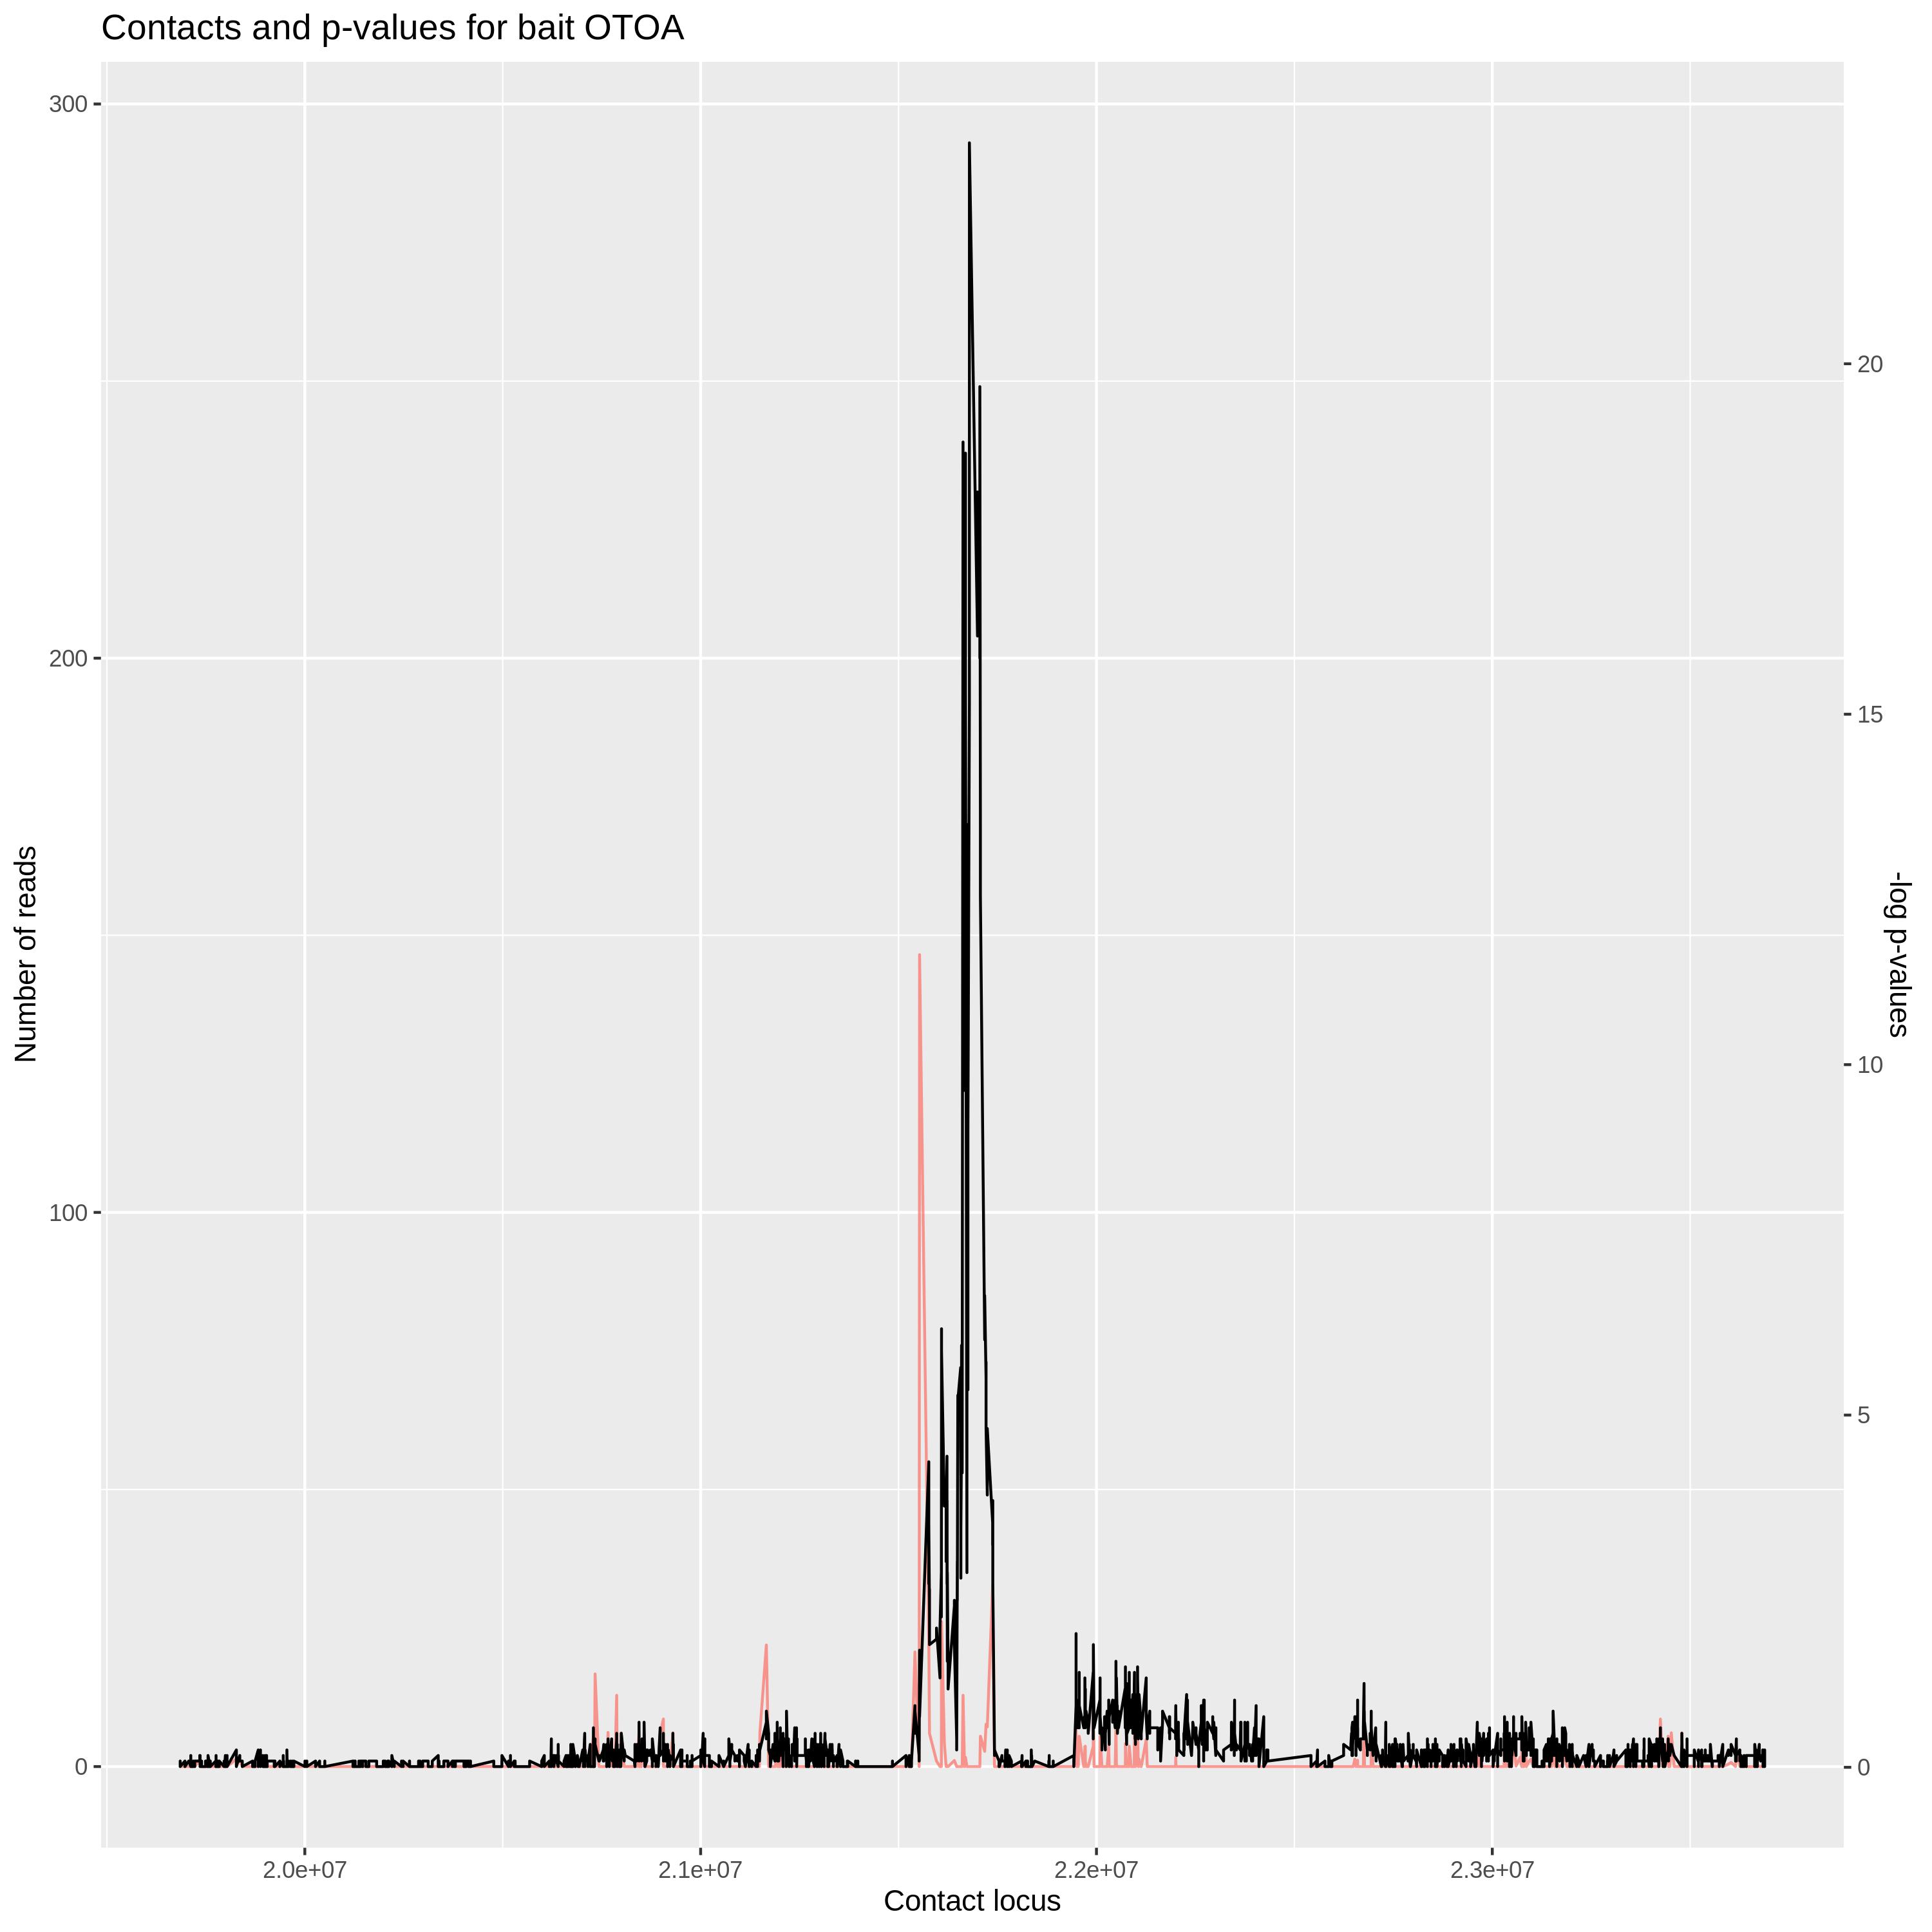 Contacts and p-values for bait OTOA
300
200
100
0
Number of reads
20
15
10
5
0
-log p-values
2.0e+07
2.1e+07
2.2e+07
2.3e+07
Contact locus